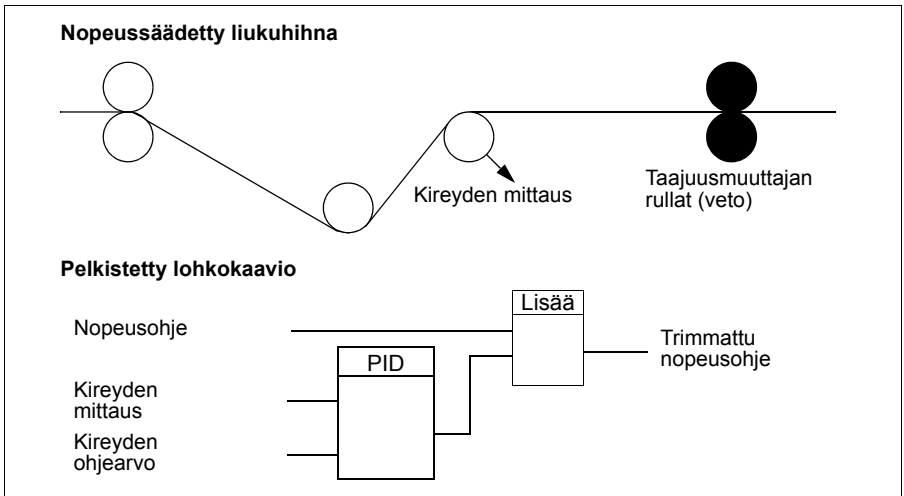 Nopeussäädetty liukuhihna
Kireyden mittaus
Taajuusmuuttajan
rullat (veto)
Pelkistetty lohkokaavio
Lisää
Nopeusohje
Trimmattu
nopeusohje
PID
Kireyden
mittaus
Kireyden
ohjearvo